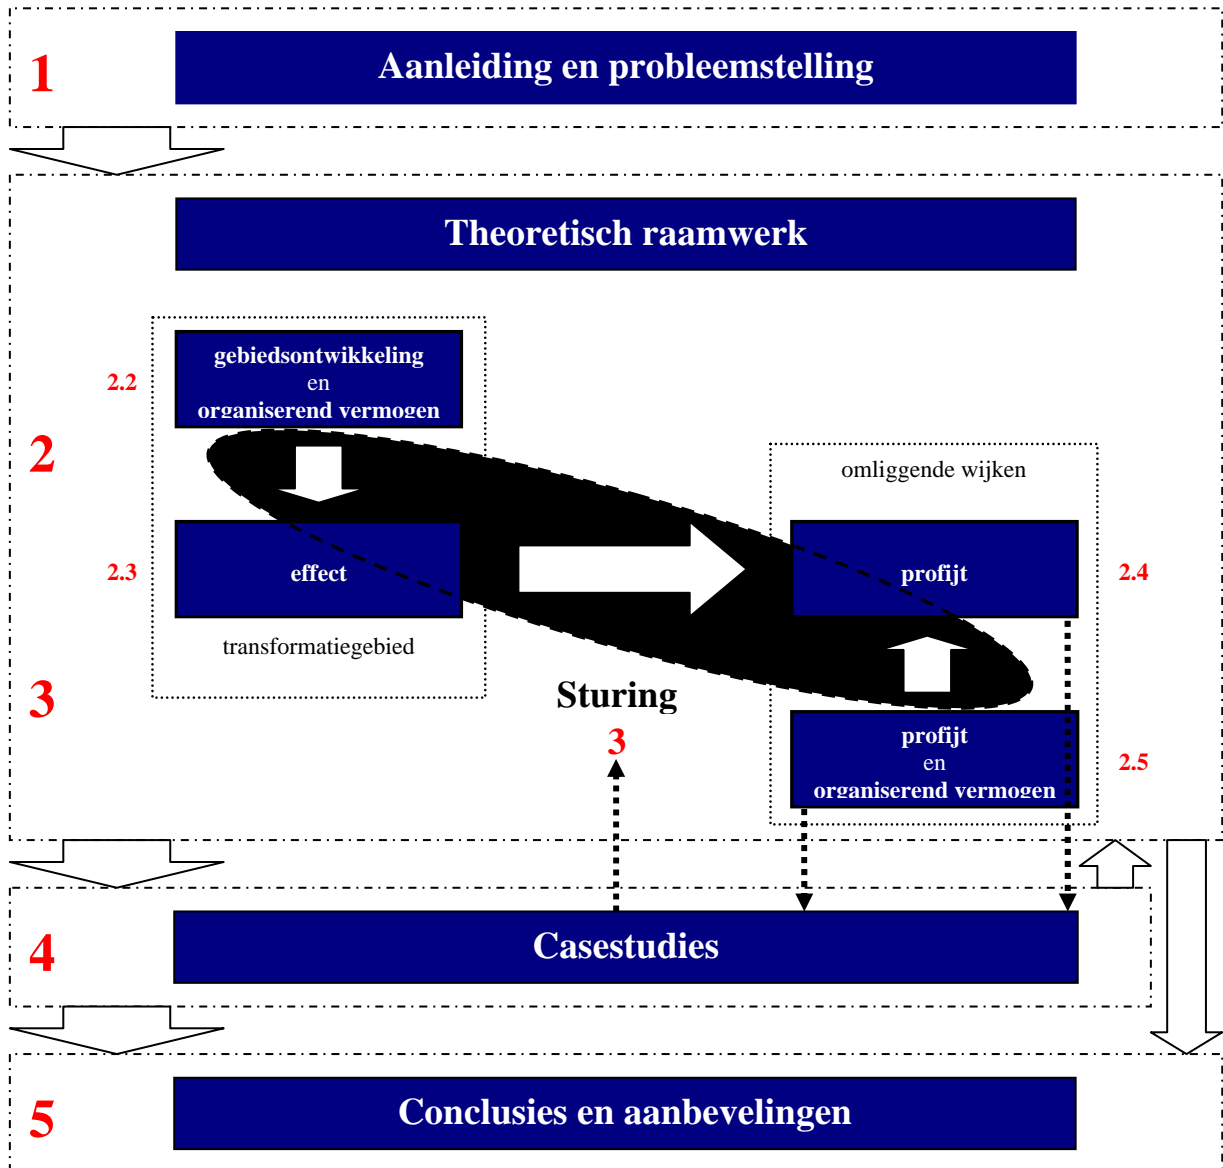 1
Aanleiding en probleemstelling
Theoretisch raamwerk
2.2
gebiedsontwikkeling
en
organiserend vermogen
2
omliggende wijken
2.3
effect
profijt
2.4
transformatiegebied
3
Sturing
3
profijt
en
organiserend vermogen
2.5
4
Casestudies
5
Conclusies en aanbevelingen